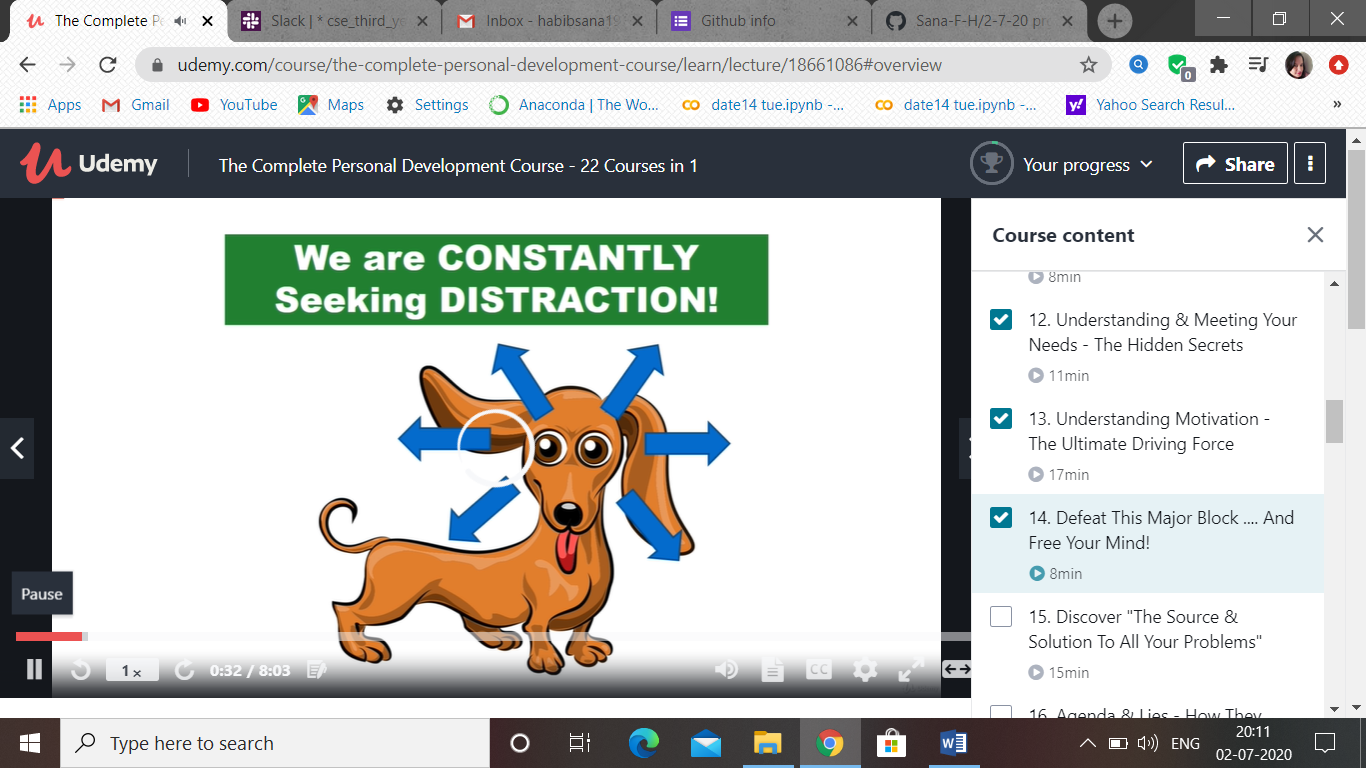 The Complete P
Slack | * cse_third_ye
Inbox - habibsana19
Github info
Sana-F-H/2-7-20 pr
udemy.com/course/the-complete-personal-development-course/learn/lecture/18661086#overview
0
Apps
Gmail
YouTube
Maps
Settings
Anaconda | The Wo...
date14 tue.ipynb -...
date14 tue.ipynb -...
Yahoo Search Resul...
»
Udemy
The Complete Personal Development Course - 22 Courses in 1
Your progress
Share
We are CONSTANTLY
Seeking DISTRACTION!
Pause
1x
0:32 / 8:03
CC
Course content
8min
12. Understanding & Meeting Your
Needs - The Hidden Secrets
11min
13. Understanding Motivation -
The Ultimate Driving Force
17min
14. Defeat This Major Block .... And
Free Your Mind!
8min
15. Discover "The Source &
Solution To All Your Problems"
15min
16. Agenda & Lies - How They
Type here to search
ENG
20:11
02-07-2020